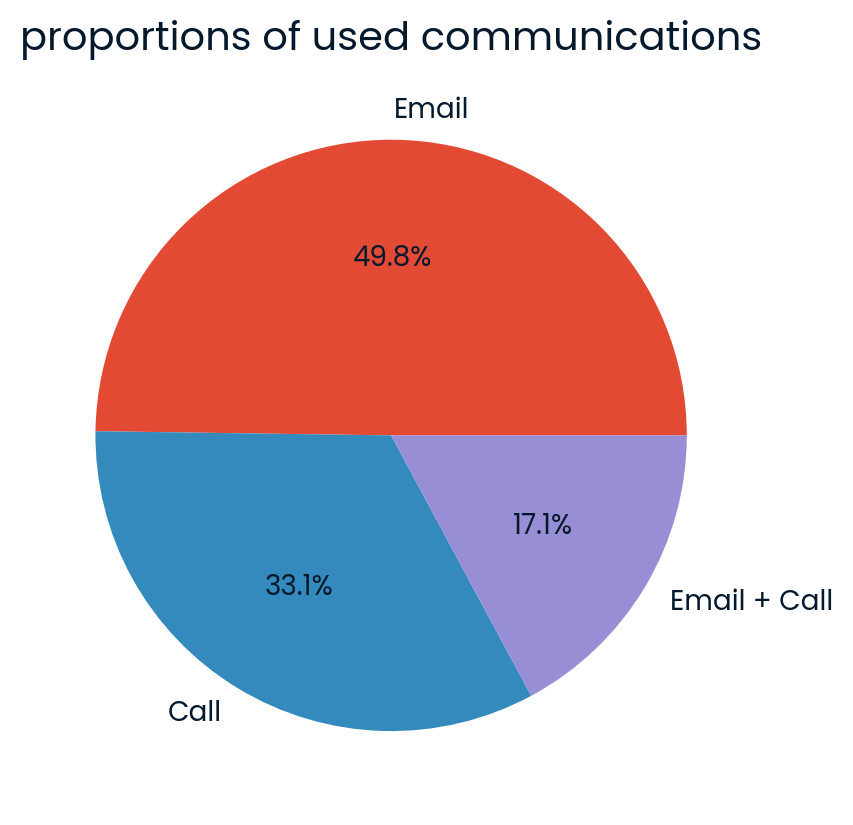 proportions of used communications
Email
49.8%
17.1%
33.1%
Email + Call
Call